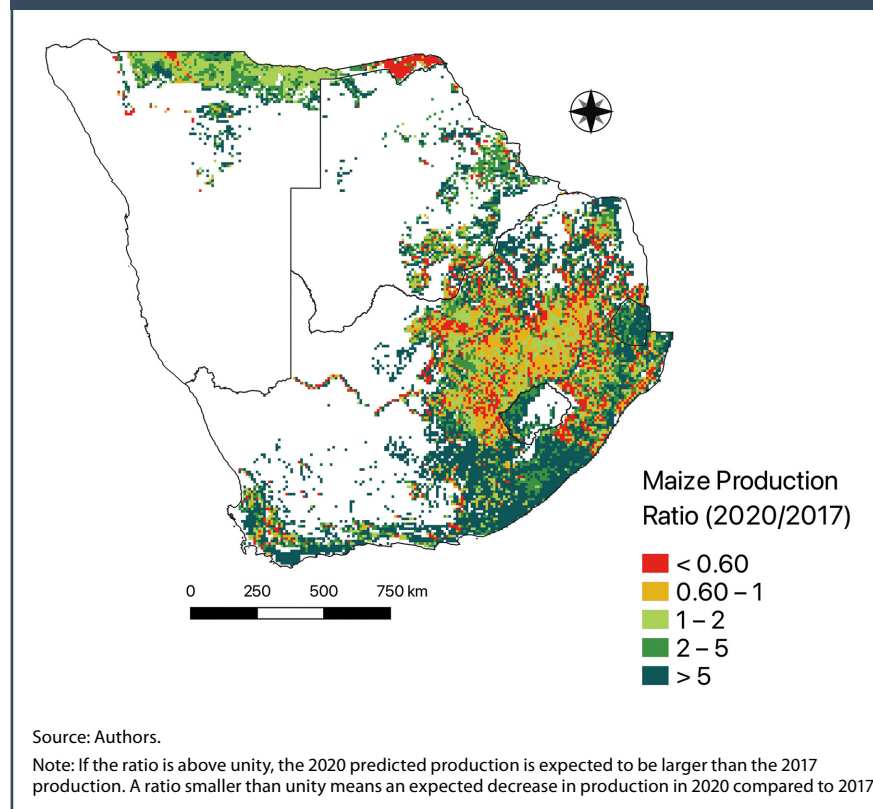 0 250 500 750 km
Maize Production
Ratio (2020/2017)
< 0.60
0.60 – 1
1 – 2
2 – 5
> 5
Source: Authors.
Note: If the ratio is above unity, the 2020 predicted production is expected to be larger than the 2017
production. A ratio smaller than unity means an expected decrease in production in 2020 compared to 2017